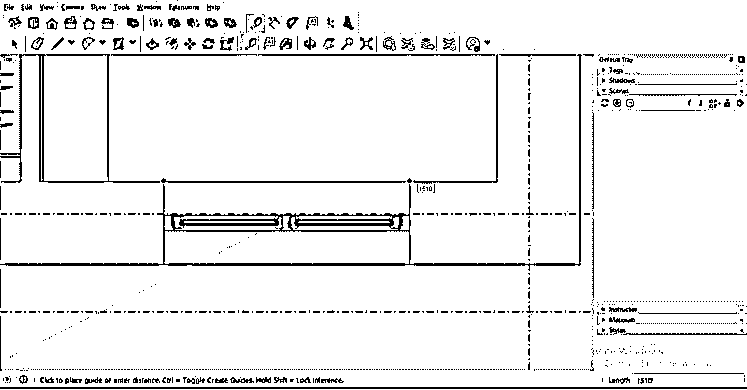 File Edit View Camera Draw Tools Window Extensions Help
Default Tray
Tags
Shadows
Scenes
1510
Instructor
Materials
Styles
Click to place guide or enter distance. Ctrl = Toggle Create Guides. Hold Shift = Lock Inference.
Length 1510